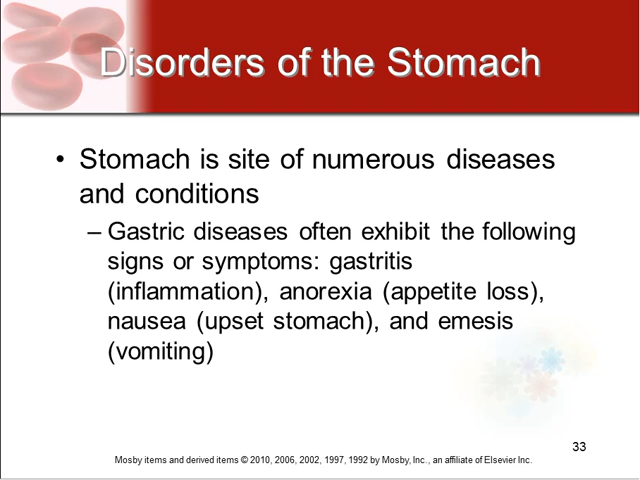 Disorders of the Stomach
• Stomach is site of numerous diseases
and conditions
– Gastric diseases often exhibit the following
signs or symptoms: gastritis
(inflammation), anorexia (appetite loss),
nausea (upset stomach), and emesis
(vomiting)
33
Mosby items and derived items © 2010, 2006, 2002, 1997, 1992 by Mosby, Inc., an affiliate of Elsevier Inc.